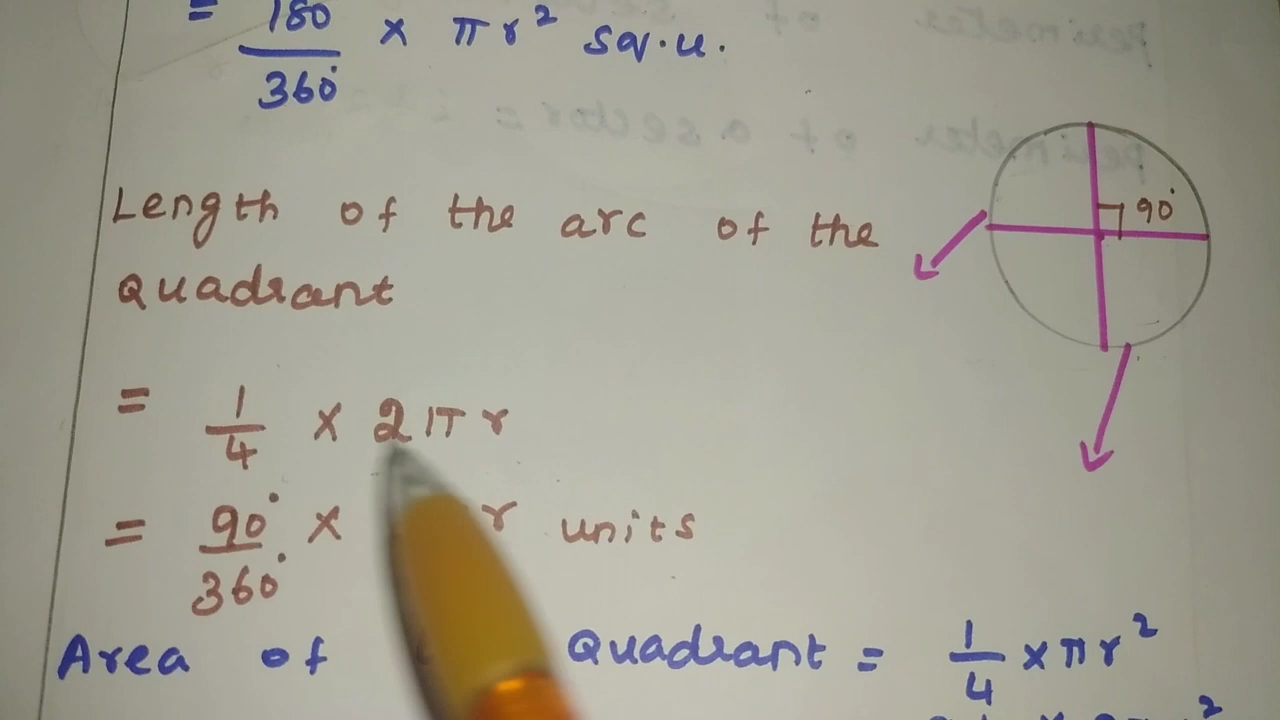 = 180/360° × πr² sq.u.
Length of the arc of the
Quadrant
90°
= 1/4 × 2πr
= 90°/360° × r units
Area of Quadrant = 1/4 × πr²